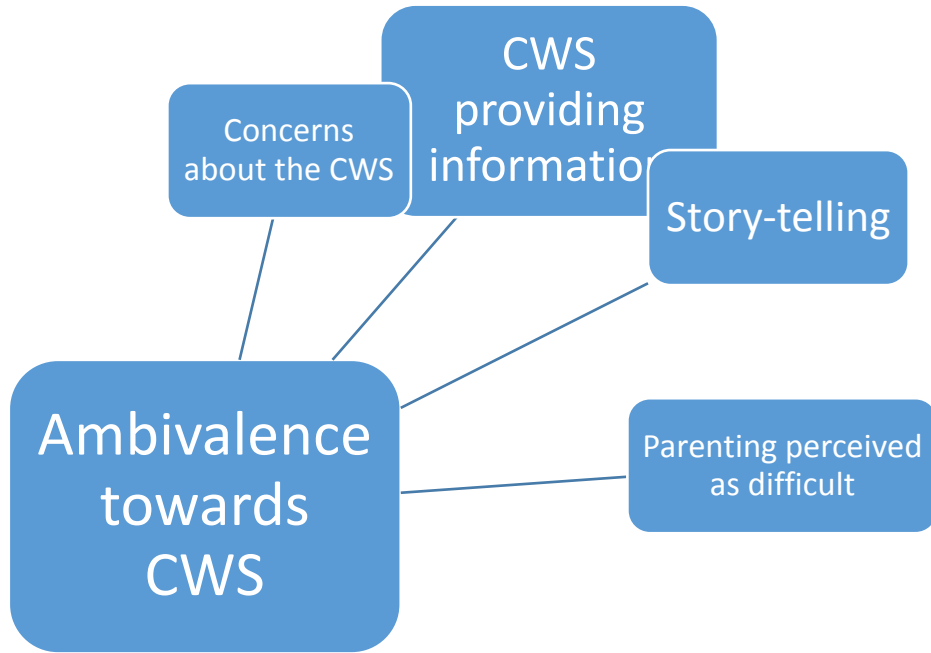 CWS
providing
information
Concerns
about the CWS
Story-telling
Ambivalence
towards
CWS
Parenting perceived
as difficult